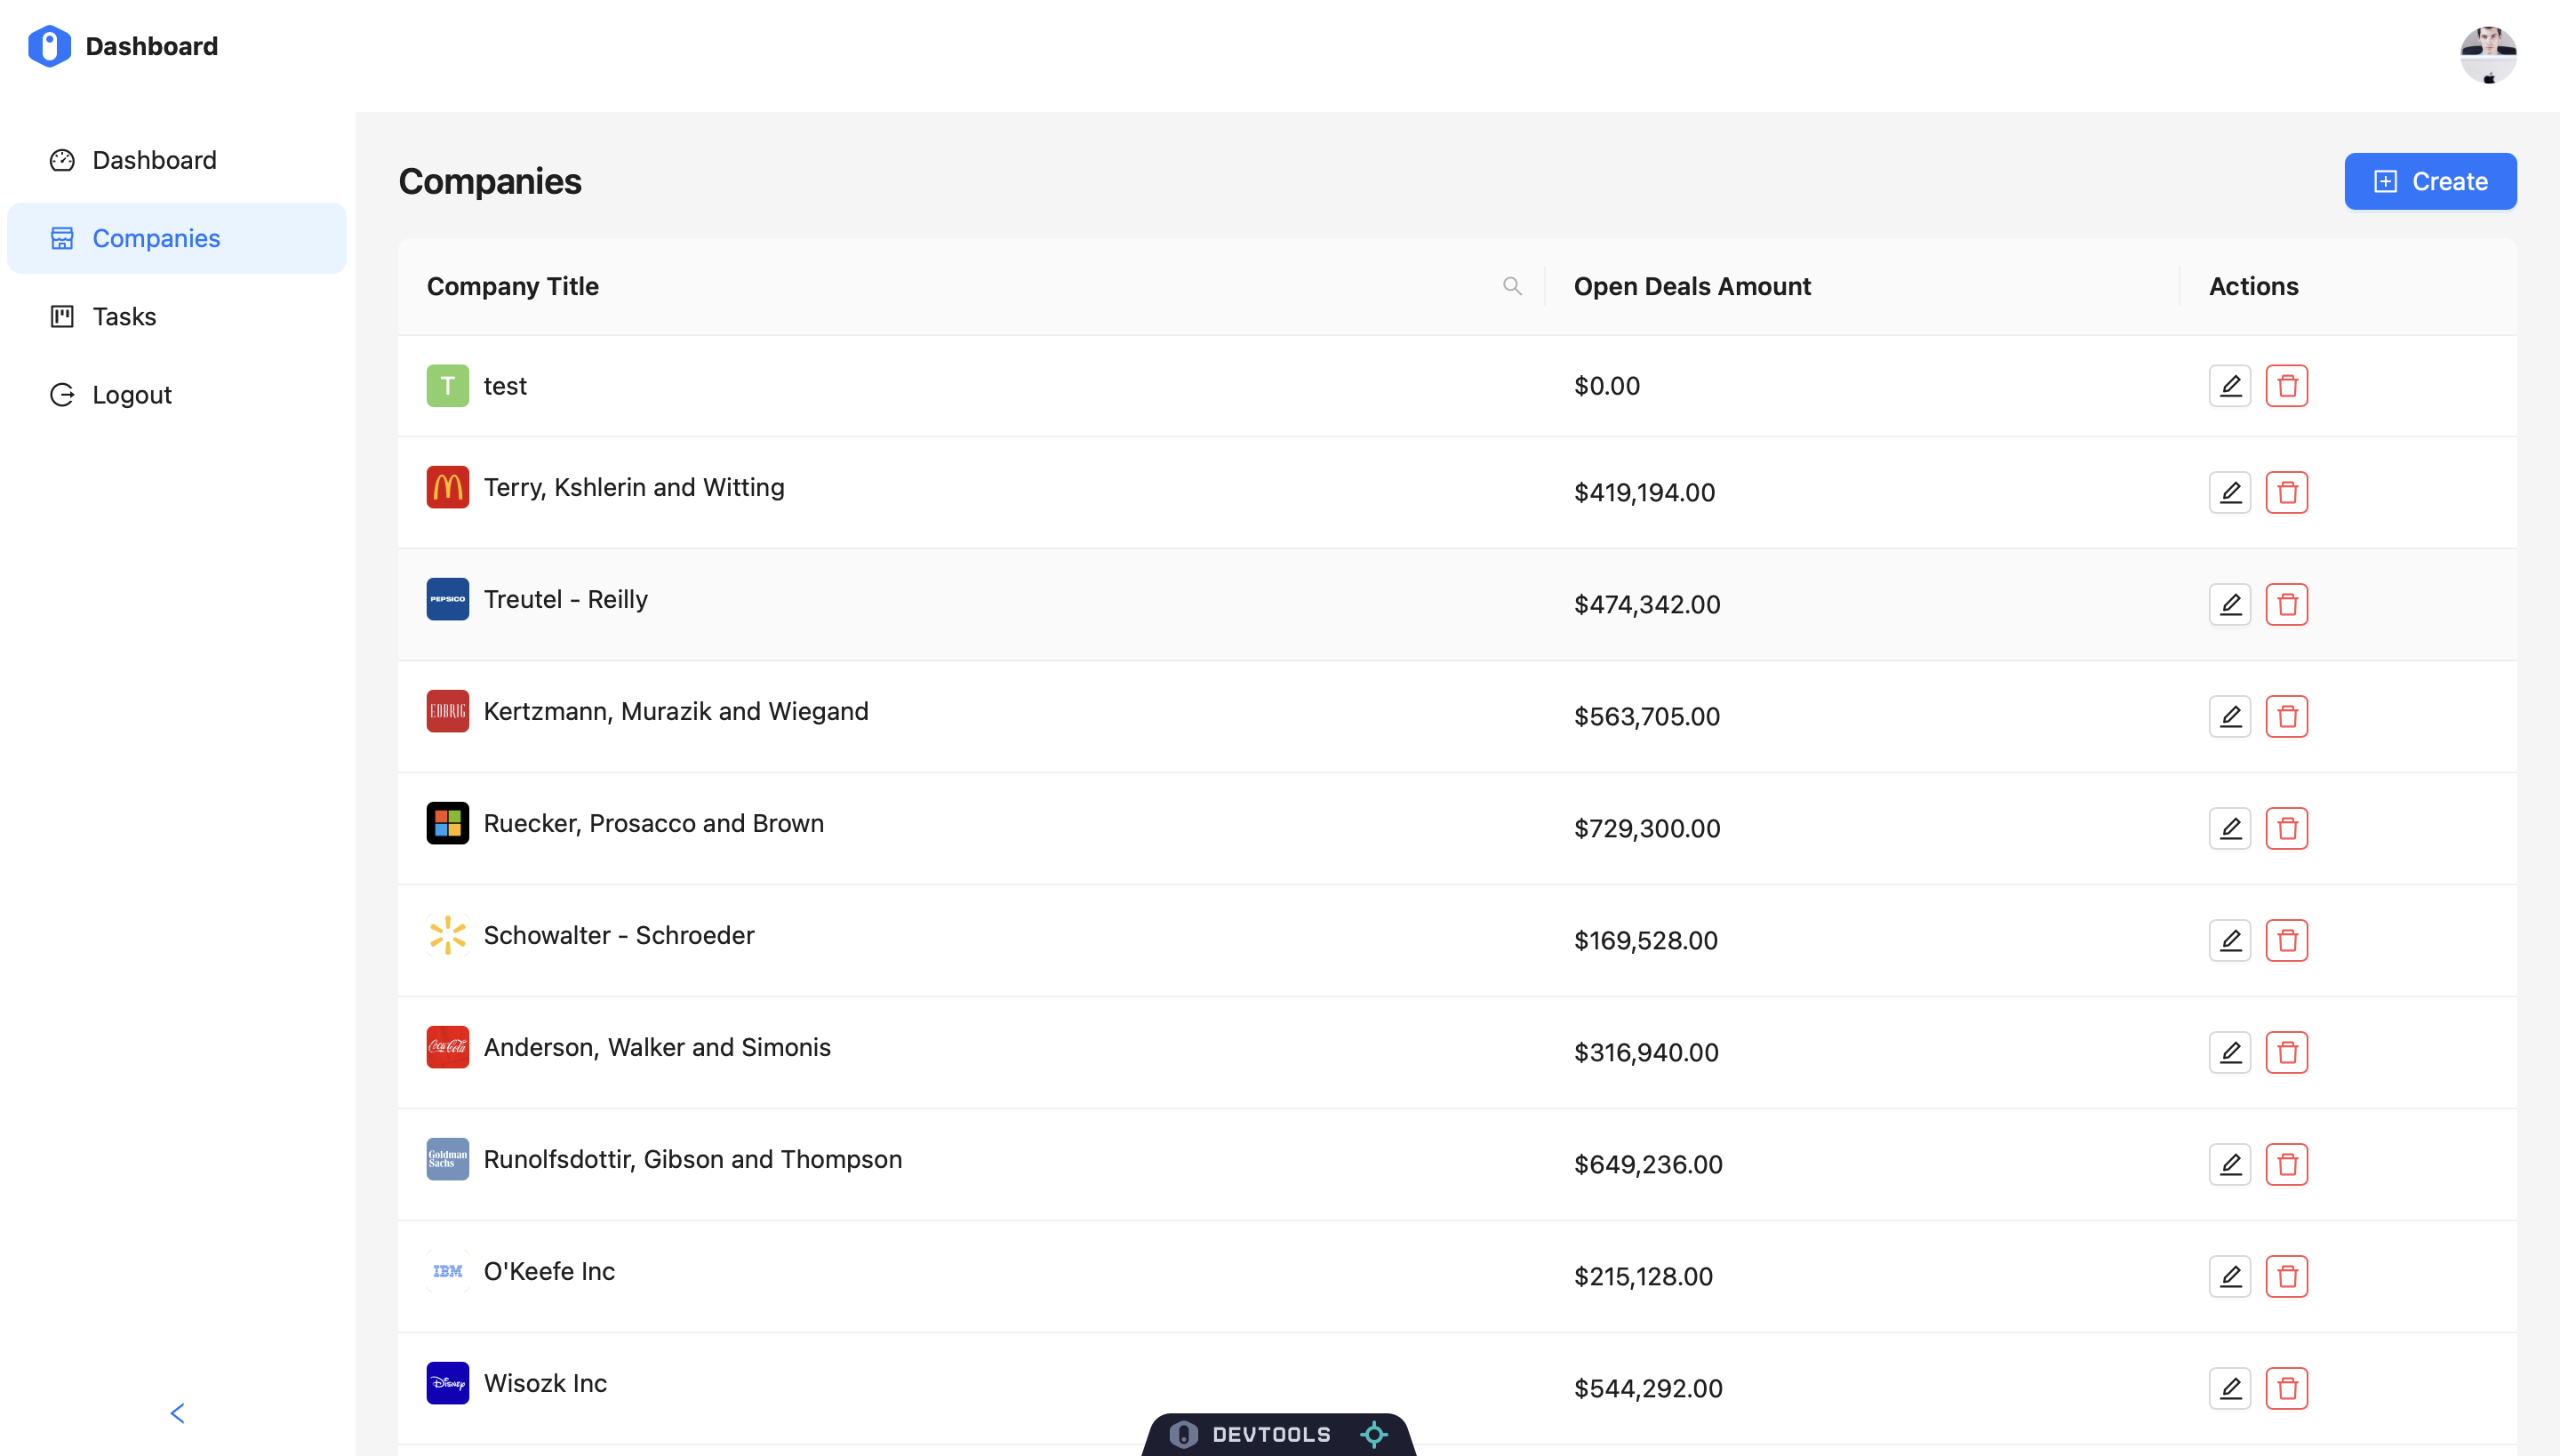 Dashboard
Dashboard
Companies
Tasks
Logout
Companies
Create
Company Title
Open Deals Amount
Actions
T
test
$0.00
Terry, Kshlerin and Witting
$419,194.00
PEPSICO
Treutel - Reilly
$474,342.00
EDBRIG
Kertzmann, Murazik and Wiegand
$563,705.00
Ruecker, Prosacco and Brown
$729,300.00
Schowalter - Schroeder
$169,528.00
Coca-Cola
Anderson, Walker and Simonis
$316,940.00
Goldman
Sachs
Runolfsdottir, Gibson and Thompson
$649,236.00
IBM
O'Keefe Inc
$215,128.00
Disney
Wisozk Inc
$544,292.00
DEVTOOLS